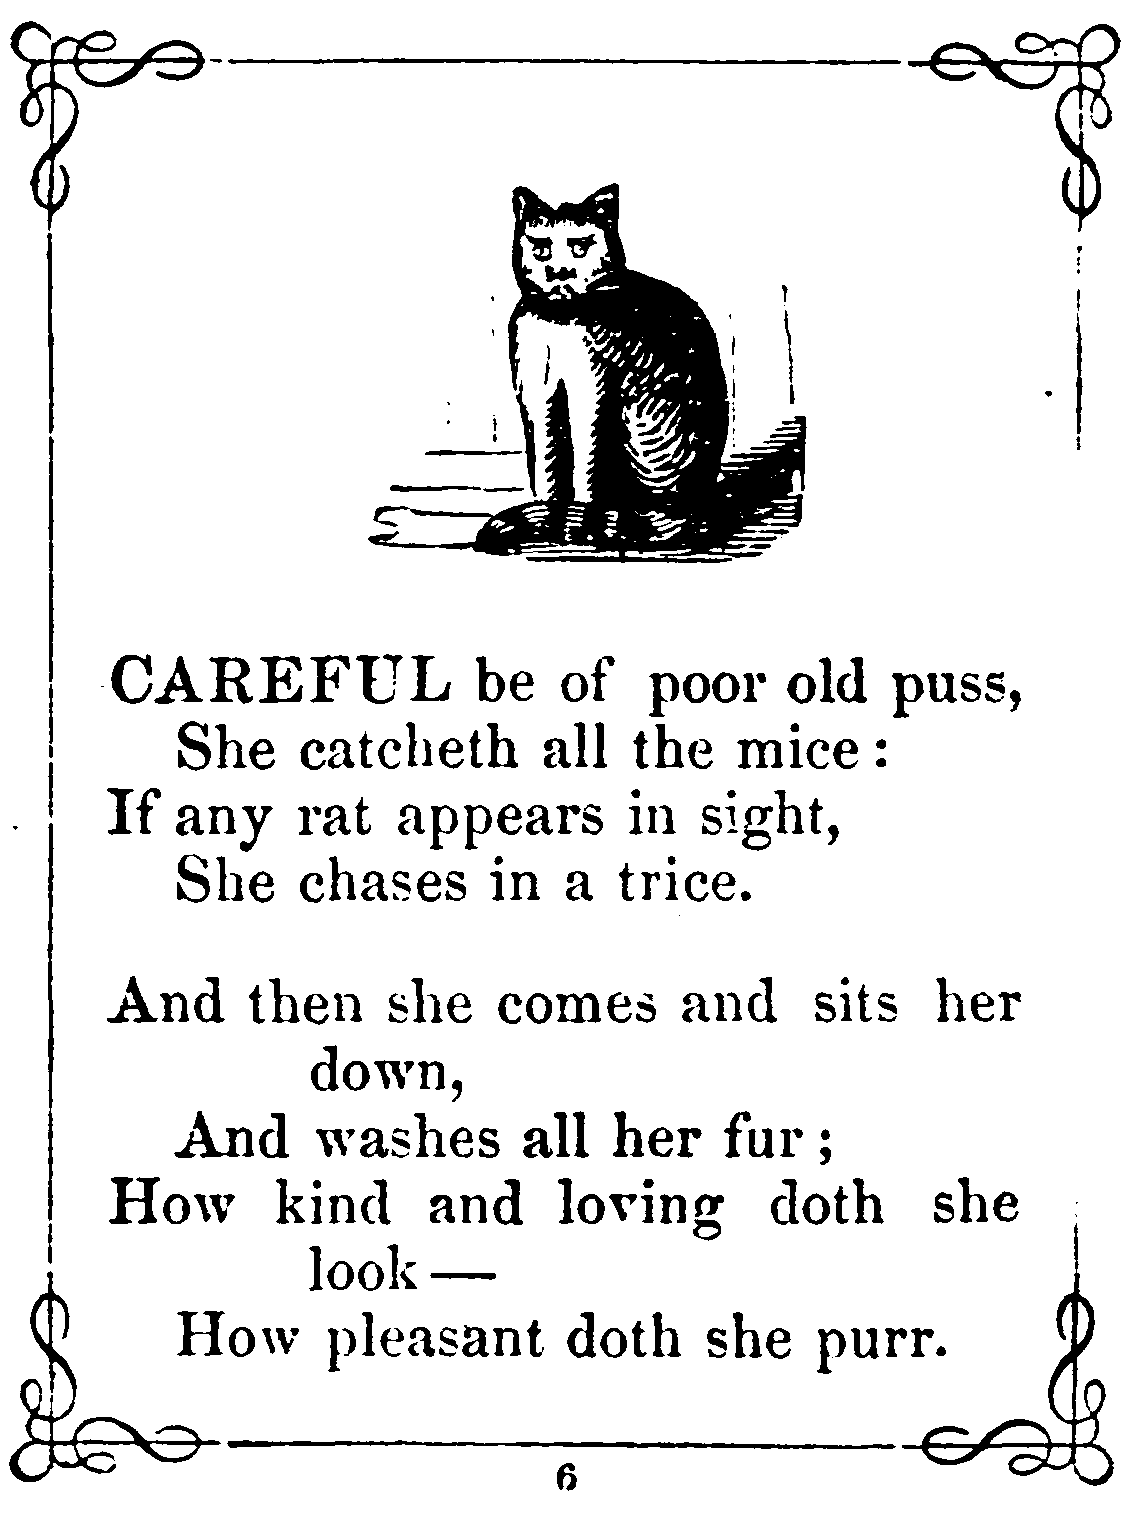 CAREFUL be of poor old puss,
She catcheth all the mice:
If any rat appears in sight,
She chases in a trice.
And then she comes and sits her
down,
And washes all her fur;
How kind and loving doth she
look—
How pleasant doth she purr.
6